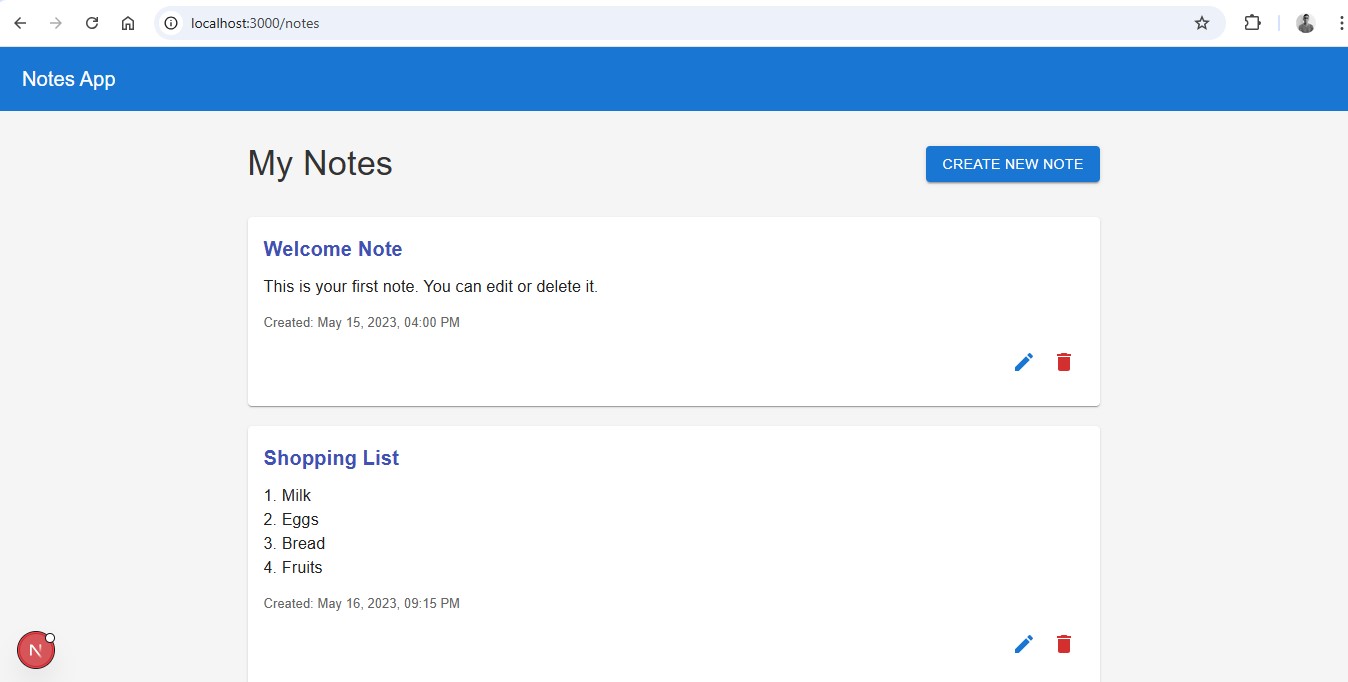 localhost:3000/notes
Notes App
My Notes
CREATE NEW NOTE
Welcome Note
This is your first note. You can edit or delete it.
Created: May 15, 2023, 04:00 PM
Shopping List
1. Milk
2. Eggs
3. Bread
4. Fruits
Created: May 16, 2023, 09:15 PM
N